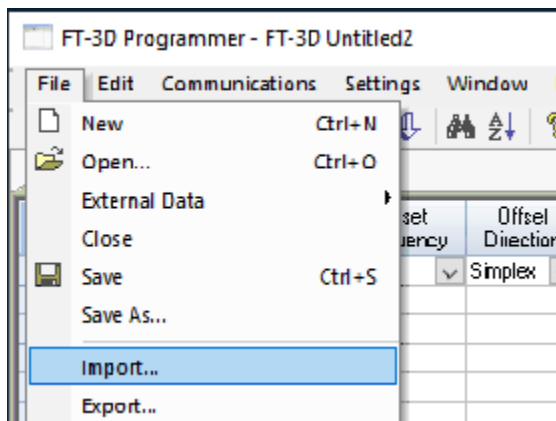 FT-3D Programmer - FT-3D Untitled2
File Edit Communications Settings Window
New Ctrl+N
Open... Ctrl+O
External Data
Close
Save Ctrl+S
Save As...
Import...
Export...
Offset
Direction
Simplex